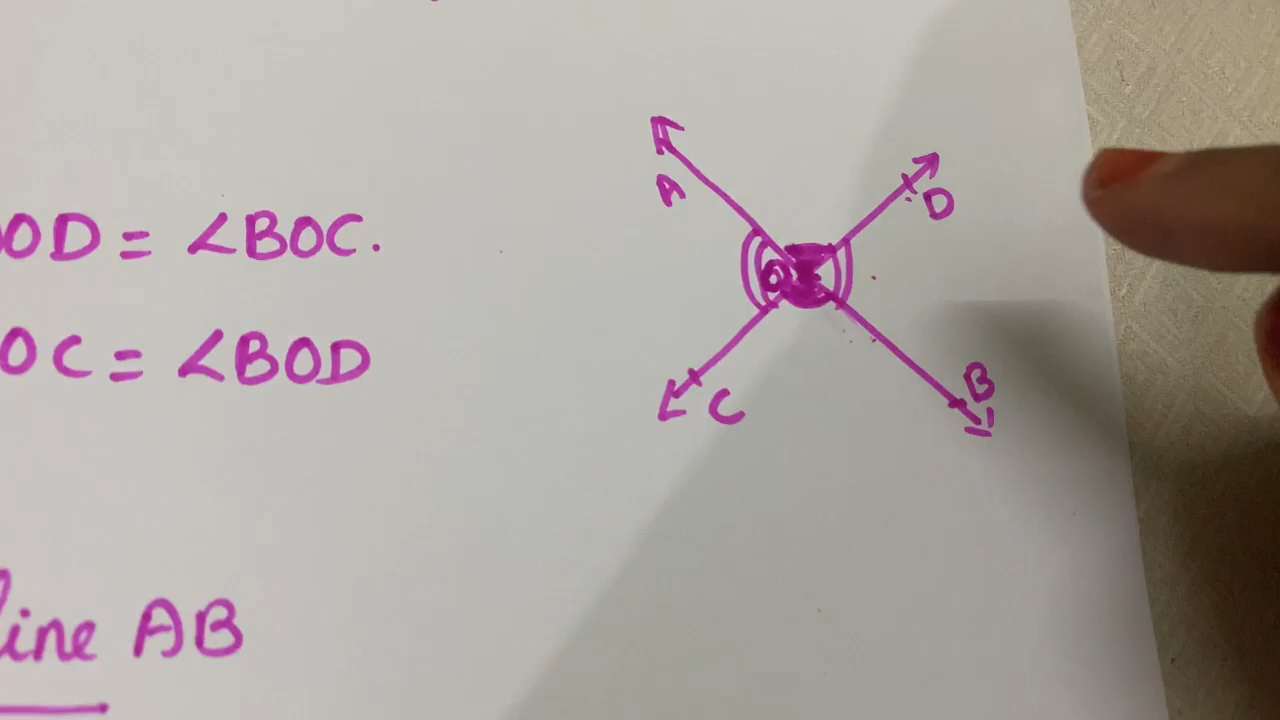 OD = ∠BOC.
OC = ∠BOD
line AB
A
D
O
B
C